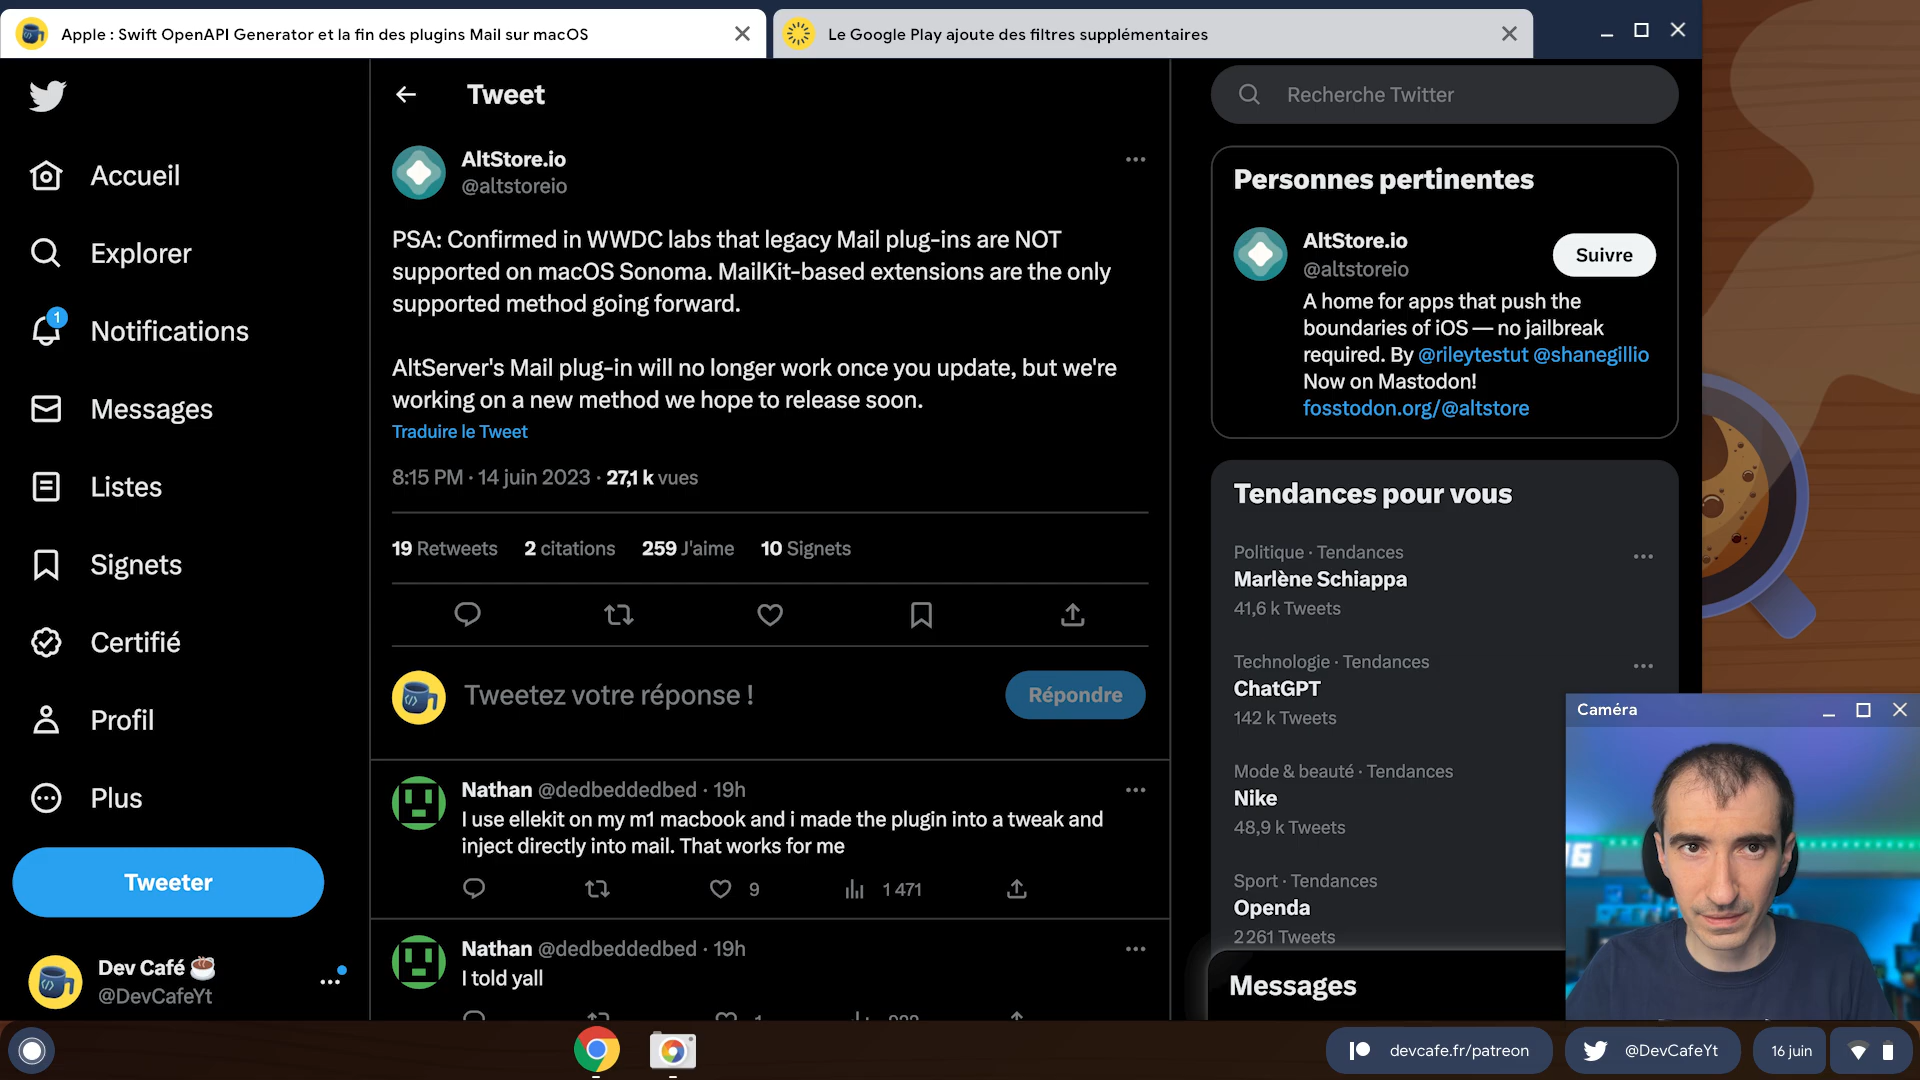 Apple : Swift OpenAPI Generator et la fin des plugins Mail sur macOS
Le Google Play ajoute des filtres supplémentaires
Accueil
Explorer
1
Notifications
Messages
Listes
Signets
Certifié
Profil
Plus
Tweeter
Dev Café ☕
@DevCafeYt
Tweet
AltStore.io
@altstoreio
PSA: Confirmed in WWDC labs that legacy Mail plug-ins are NOT
supported on macOS Sonoma. MailKit-based extensions are the only
supported method going forward.
AltServer's Mail plug-in will no longer work once you update, but we're
working on a new method we hope to release soon.
Traduire le Tweet
8:15 PM · 14 juin 2023 · 27,1 k vues
19 Retweets 2 citations 259 J'aime 10 Signets
Tweetez votre réponse !
Répondre
Nathan @dedbeddedbed · 19h
I use ellekit on my m1 macbook and i made the plugin into a tweak and
inject directly into mail. That works for me
9 1 471
Nathan @dedbeddedbed · 19h
I told yall
Recherche Twitter
Personnes pertinentes
AltStore.io
@altstoreio
Suivre
A home for apps that push the
boundaries of iOS — no jailbreak
required. By @rileytestut @shanegillio
Now on Mastodon!
fosstodon.org/@altstore
Tendances pour vous
Politique · Tendances
Marlène Schiappa
41,6 k Tweets
Technologie · Tendances
ChatGPT
142 k Tweets
Mode & beauté · Tendances
Nike
48,9 k Tweets
Sport · Tendances
Openda
2 261 Tweets
Messages
Caméra
devcafe.fr/patreon
@DevCafeYt
16 juin